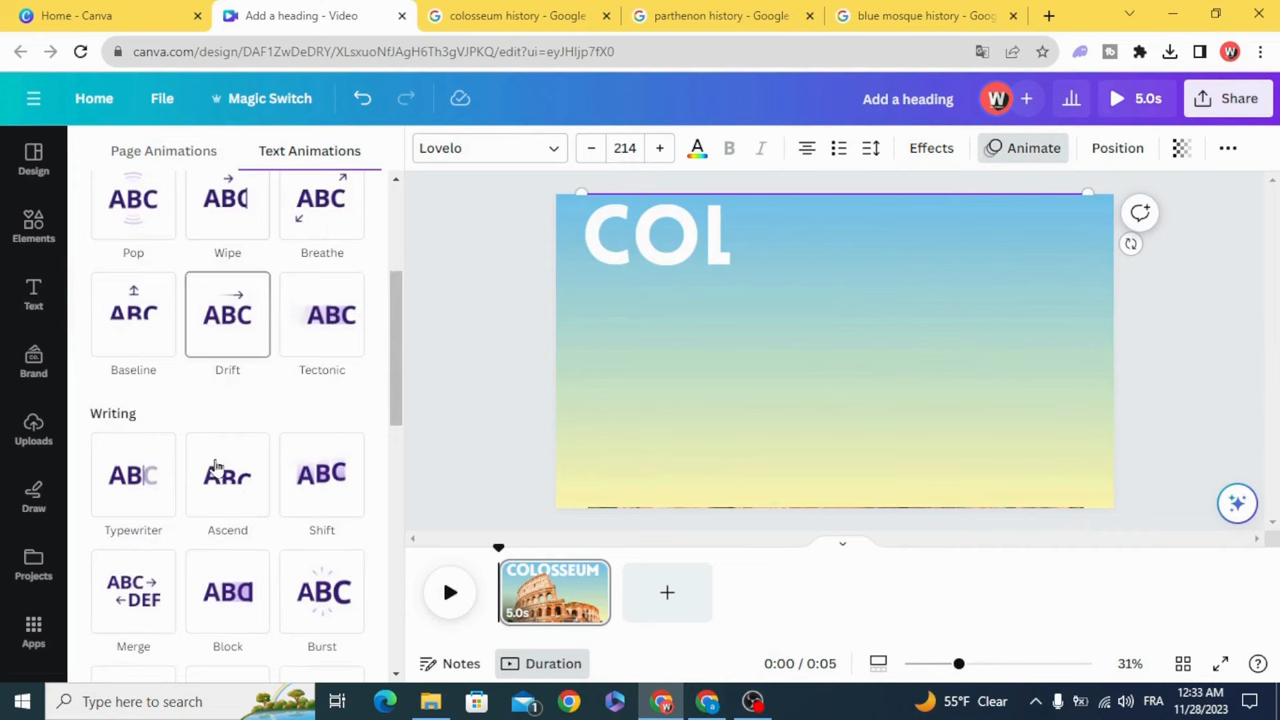 Home - Canva
Add a heading - Video
colosseum history - Google
parthenon history - Google
blue mosque history - Goog
canva.com/design/DAF1ZwDeDRY/XLsxuoNfJAgH6Th3gVJPKQ/edit?ui=eyJHIjp7fX0
W
Home
File
Magic Switch
Add a heading
W
5.0s
Share
Page Animations
Text Animations
Lovelo
214
A
B
I
Effects
Animate
Position
Design
Elements
Text
Brand
Uploads
Draw
Projects
Apps
ABC
ABC
ABC
Pop
Wipe
Breathe
ABC
ABC
ABC
Baseline
Drift
Tectonic
Writing
ABC
ABC
ABC
Typewriter
Ascend
Shift
ABC
DEF
ABC
ABC
Merge
Block
Burst
COL
COLOSSEUM
5.0s
Notes
Duration
0:00 / 0:05
31%
Type here to search
1
W
a
55°F Clear
FRA
12:33 AM
11/28/2023